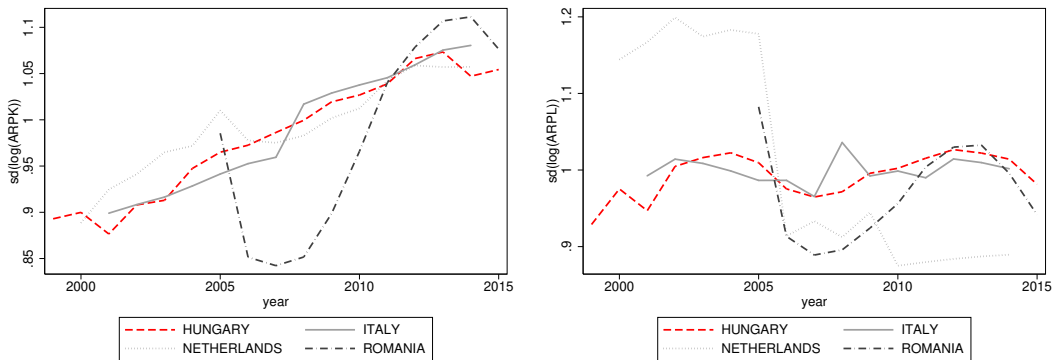 sd(log(ARPK))
1.1
1.05
1
.95
.9
.85
2000 2005 2010 2015
year
HUNGARY ITALY
NETHERLANDS ROMANIA
sd(log(ARPL))
1.2
1.1
1
.9
2000 2005 2010 2015
year
HUNGARY ITALY
NETHERLANDS ROMANIA